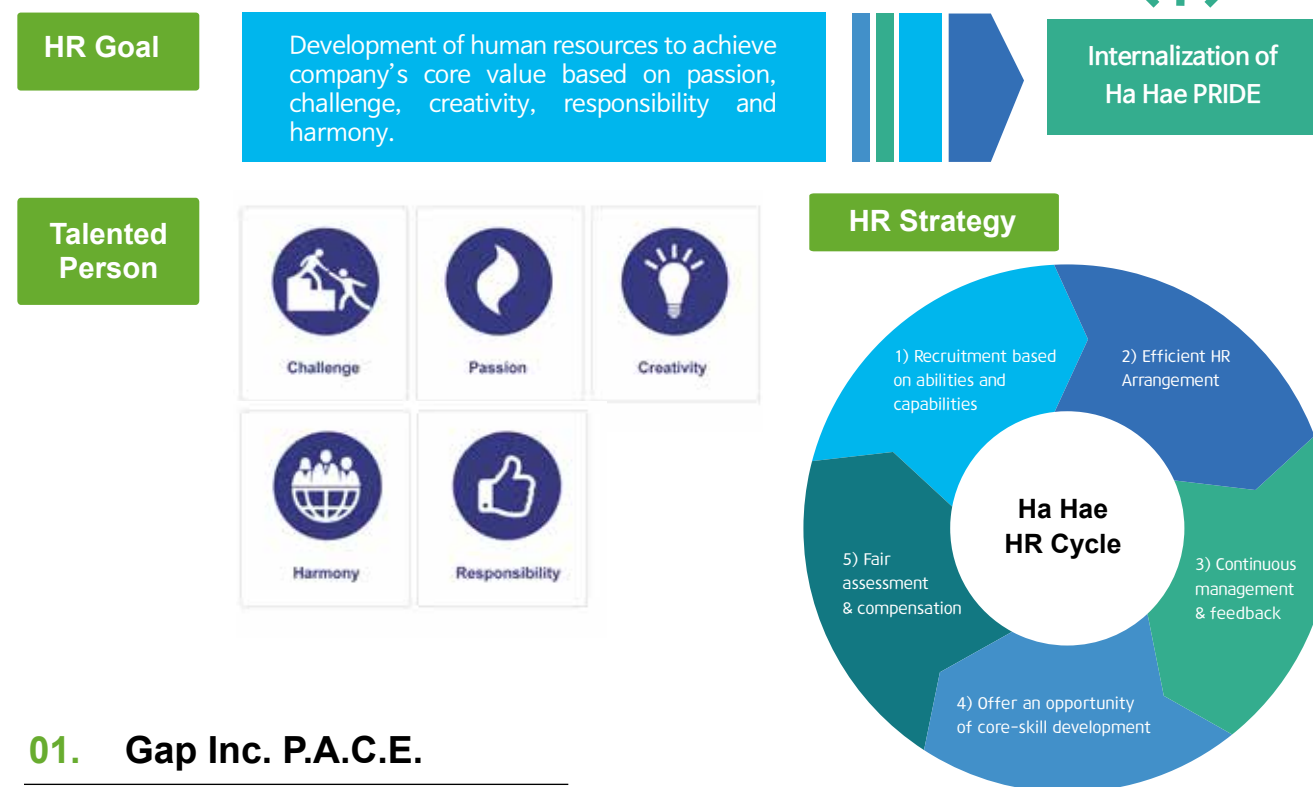 HR Goal
Development of human resources to achieve
company's core value based on passion,
challenge, creativity, responsibility and
harmony.
Internalization of
Ha Hae PRIDE
Talented
Person
Challenge
Passion
Creativity
Harmony
Responsibility
HR Strategy
1) Recruitment based
on abilities and
capabilities
2) Efficient HR
Arrangement
3) Continuous
management
& feedback
4) Offer an opportunity
of core-skill development
5) Fair
assessment
& compensation
Ha Hae
HR Cycle
01. Gap Inc. P.A.C.E.